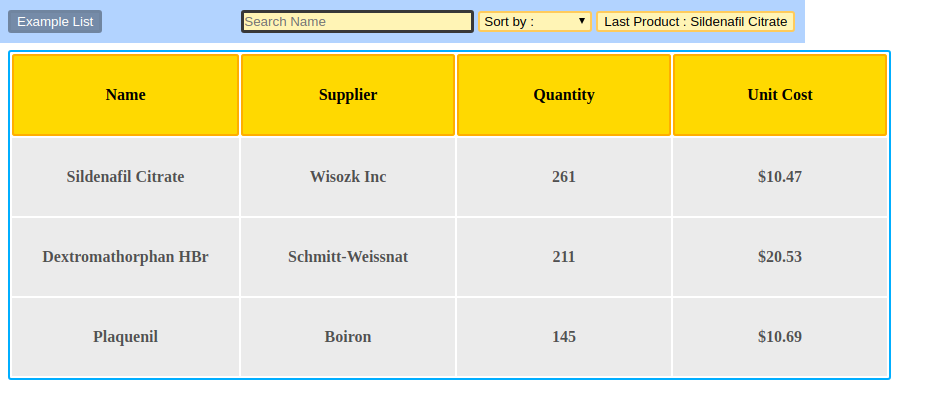 Example List Search Name Sort by : ▼ Last Product : Sildenafil Citrate
Name Supplier Quantity Unit Cost
Sildenafil Citrate Wisozk Inc 261 $10.47
Dextromathorphan HBr Schmitt-Weissnat 211 $20.53
Plaquenil Boiron 145 $10.69